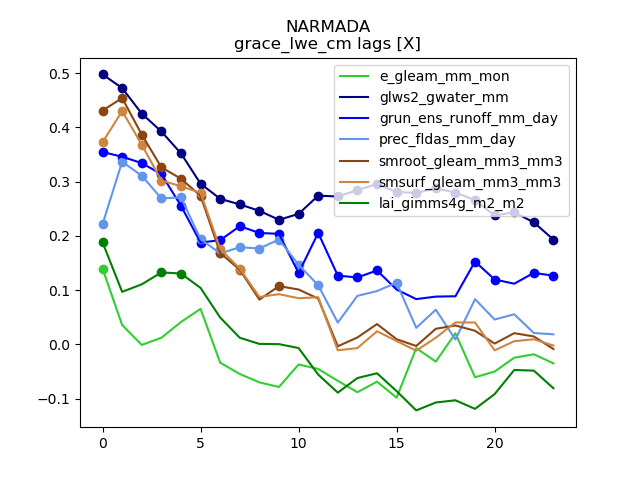 NARMADA
grace_lwe_cm lags [X]
e_gleam_mm_mon
glws2_gwater_mm
grun_ens_runoff_mm_day
prec_fldas_mm_day
smroot_gleam_mm3_mm3
smsurf_gleam_mm3_mm3
lai_gimms4g_m2_m2
0.5
0.4
0.3
0.2
0.1
0.0
−0.1
0 5 10 15 20